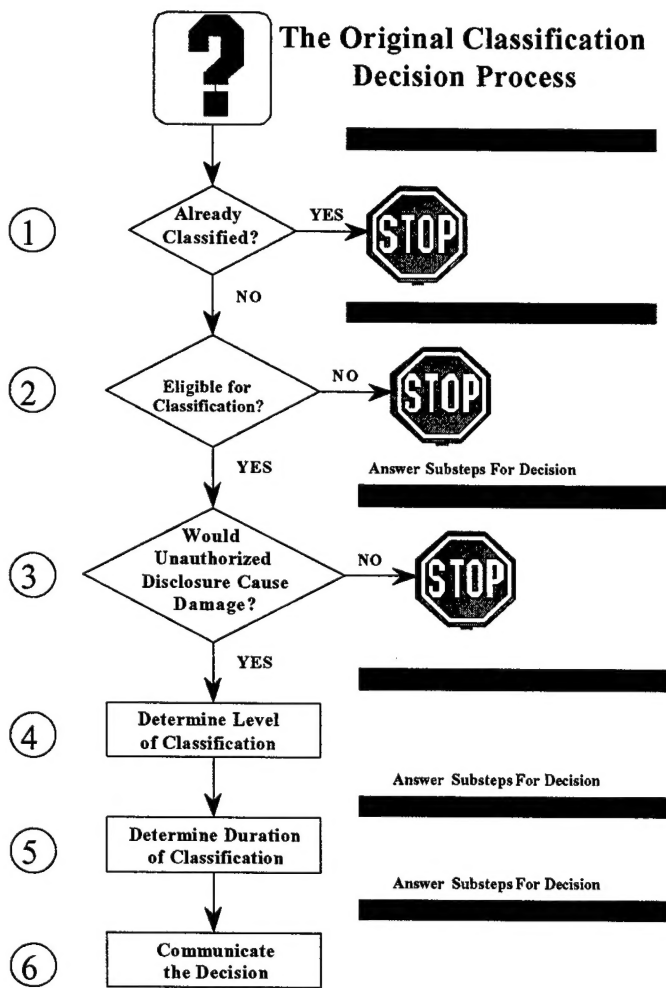 ?
The Original Classification
Decision Process
1
Already
Classified?
YES
STOP
NO
2
Eligible for
Classification?
NO
STOP
YES
Answer Substeps For Decision
3
Would
Unauthorized
Disclosure Cause
Damage?
NO
STOP
YES
4
Determine Level
of Classification
Answer Substeps For Decision
5
Determine Duration
of Classification
Answer Substeps For Decision
6
Communicate
the Decision